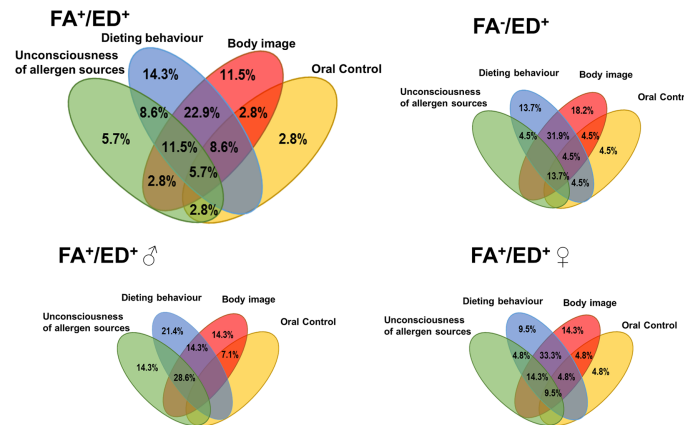 FA+/ED+
Dieting behaviour
Body image
Unconsciousness
of allergen sources
Oral Control
14.3%
11.5%
8.6%
22.9%
2.8%
5.7%
2.8%
11.5%
8.6%
2.8%
5.7%
2.8%
FA-/ED+
Dieting behaviour
Body image
Unconsciousness
of allergen sources
Oral Cont
13.7%
18.2%
4.5%
31.9%
4.5%
4.5%
4.5%
13.7%
4.5%
FA+/ED+ ♂
Dieting behaviour
Body image
Unconsciousness
of allergen sources
Oral Control
21.4%
14.3%
14.3%
7.1%
14.3%
28.6%
FA+/ED+ ♀
Dieting behaviour
Body image
Unconsciousness
of allergen sources
Oral Control
9.5%
14.3%
4.8%
33.3%
4.8%
4.8%
14.3%
4.8%
9.5%